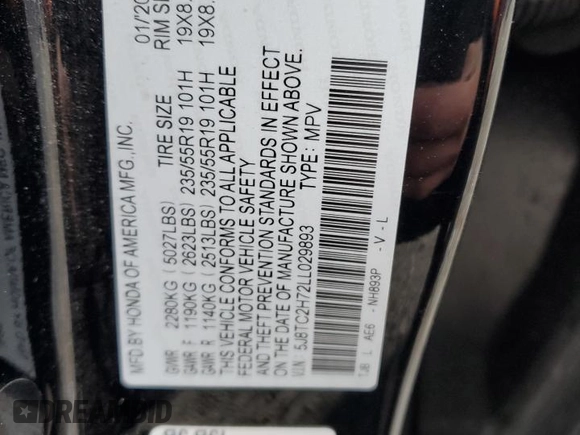 MFD.BY HONDA OF AMERICA MFG.,INC. 01/20
TIRE SIZE RIM SI
GVWR 2280KG (5027LBS)
GAWR F 1190KG (2623LBS) 235/55R19 101H 19X8.
GAWR R 1140KG (2513LBS) 235/55R19 101H 19X8.
THIS VEHICLE CONFORMS TO ALL APPLICABLE
FEDERAL MOTOR VEHICLE SAFETY
AND THEFT PREVENTION STANDARDS IN EFFECT
ON THE DATE OF MANUFACTURE SHOWN ABOVE.
VIN: 5J8TC2H72LL029893 TYPE: MPV
TJB L AE6 - NH893P - V - L
DREAMBID